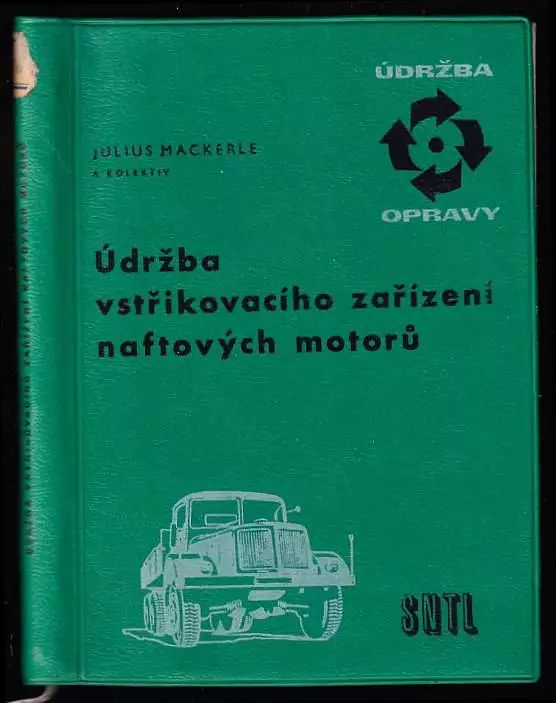 ÚDRŽBA
OPRAVY
JULIUS MACKERLE
A KOLEKTIV
Údržba
vstřikovacího zařízení
naftových motorů
SNTL